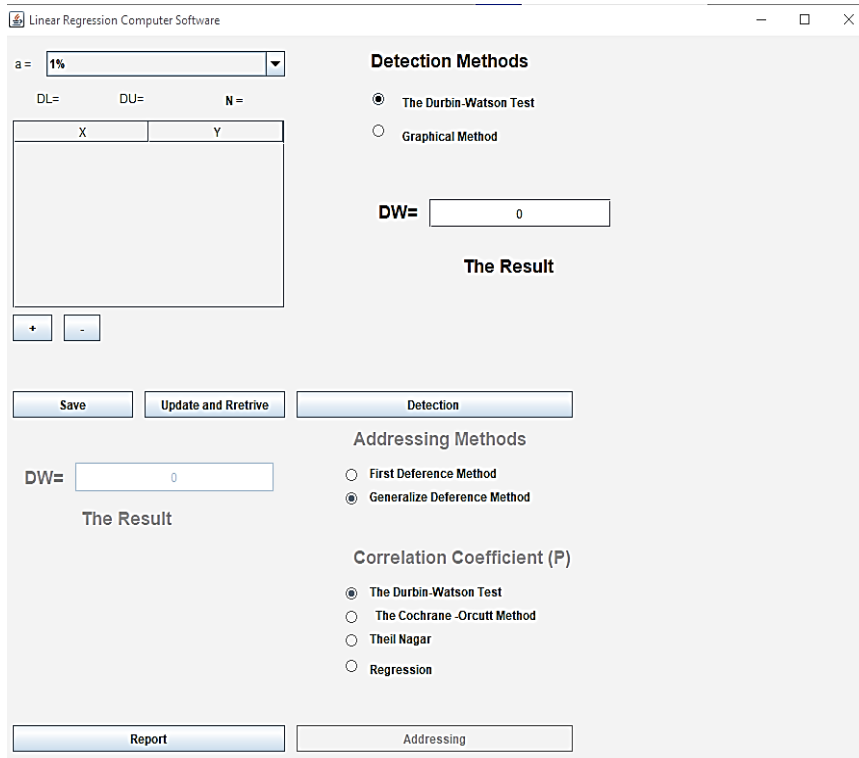 Linear Regression Computer Software
a = 1%
DL= DU= N =
X Y
+ -
Detection Methods
The Durbin-Watson Test
Graphical Method
DW= 0
The Result
Save Update and Rretrive Detection
DW= 0
The Result
Addressing Methods
First Deference Method
Generalize Deference Method
Correlation Coefficient (P)
The Durbin-Watson Test
The Cochrane -Orcutt Method
Theil Nagar
Regression
Report Addressing